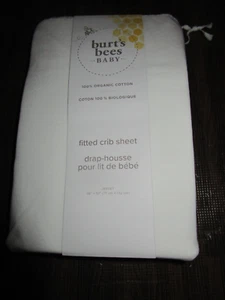 burt's
bees
BABY
100% ORGANIC COTTON
COTON 100% BIOLOGIQUE
fitted crib sheet
drap-housse
pour lit de bébé